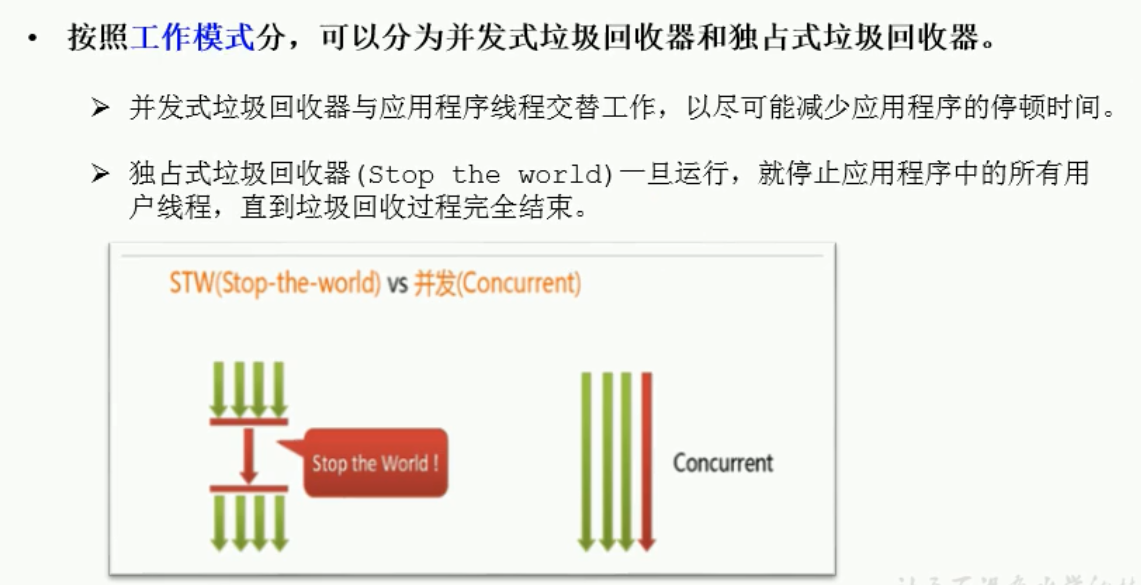 • 按照工作模式分，可以分为并发式垃圾回收器和独占式垃圾回收器。
➢ 并发式垃圾回收器与应用程序线程交替工作，以尽可能减少应用程序的停顿时间。
➢ 独占式垃圾回收器(Stop the world)一旦运行，就停止应用程序中的所有用
户线程，直到垃圾回收过程完全结束。
STW(Stop-the-world) vs 并发(Concurrent)
Stop the World !
Concurrent